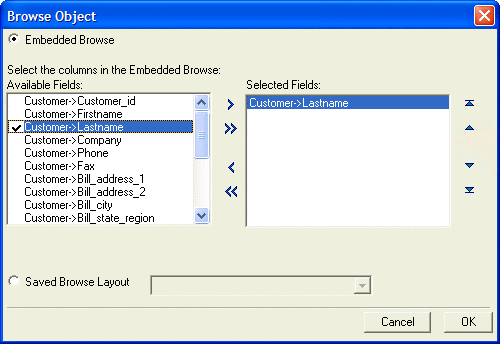 Browse Object
Embedded Browse
Select the columns in the Embedded Browse:
Available Fields:
Customer->Customer_id
Customer->Firstname
Customer->Lastname
Customer->Company
Customer->Phone
Customer->Fax
Customer->Bill_address_1
Customer->Bill_address_2
Customer->Bill_city
Customer->Bill_state_region
Selected Fields:
Customer->Lastname
Saved Browse Layout
Cancel
OK